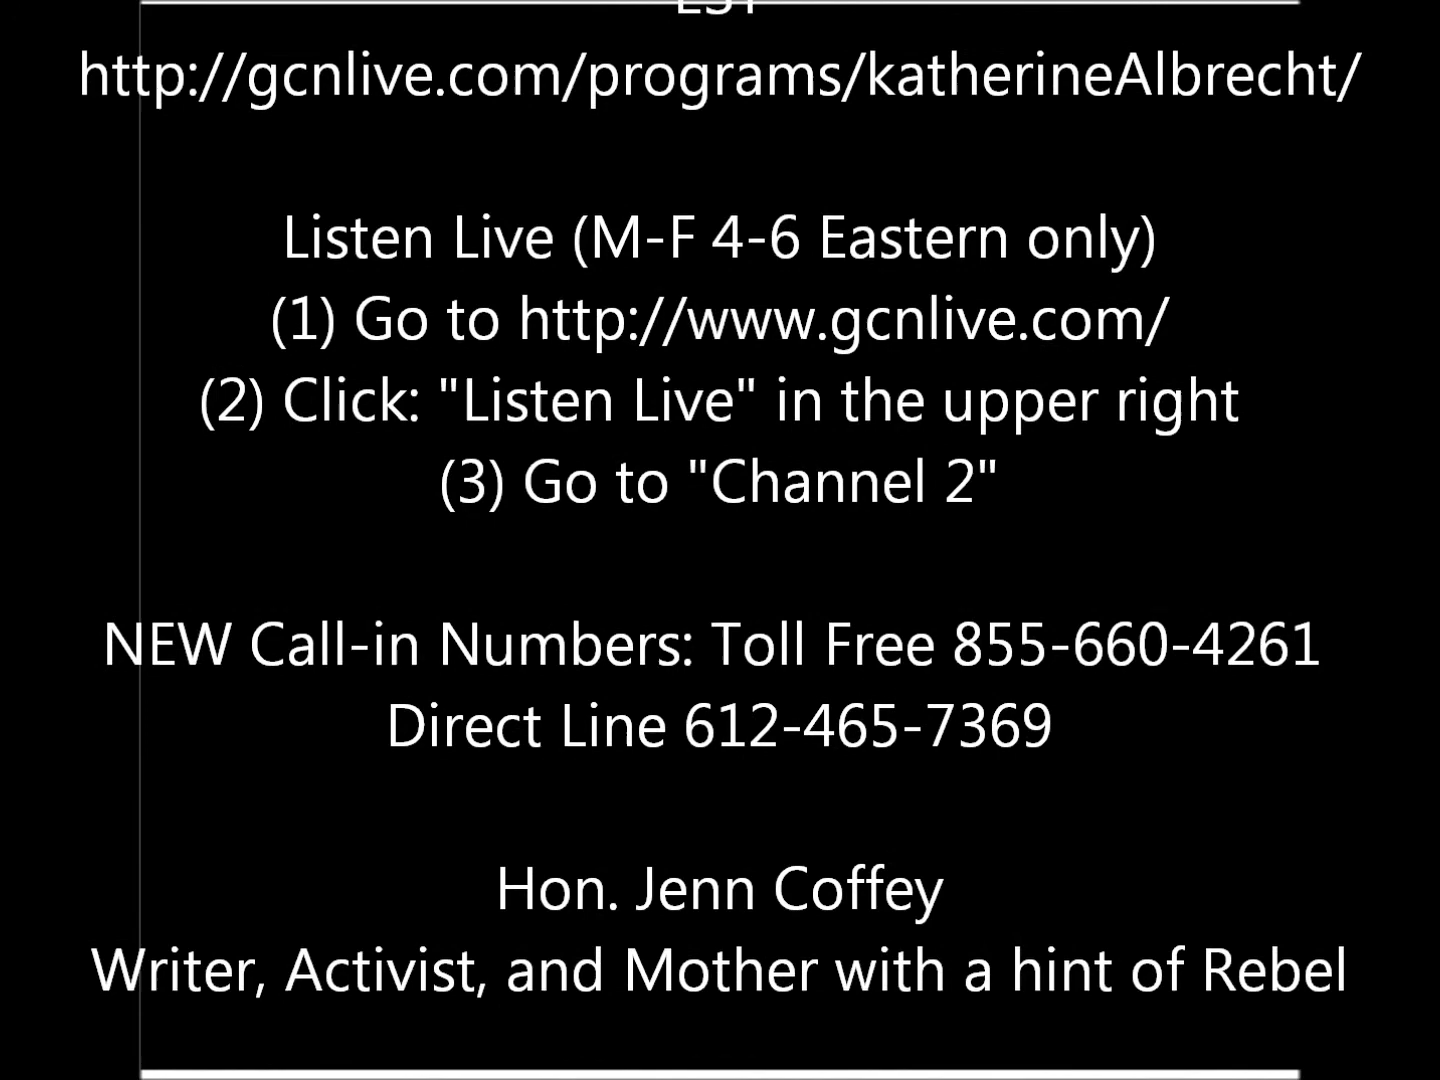 EST
http://gcnlive.com/programs/katherineAlbrecht/
Listen Live (M-F 4-6 Eastern only)
(1) Go to http://www.gcnlive.com/
(2) Click: "Listen Live" in the upper right
(3) Go to "Channel 2"
NEW Call-in Numbers: Toll Free 855-660-4261
Direct Line 612-465-7369
Hon. Jenn Coffey
Writer, Activist, and Mother with a hint of Rebel